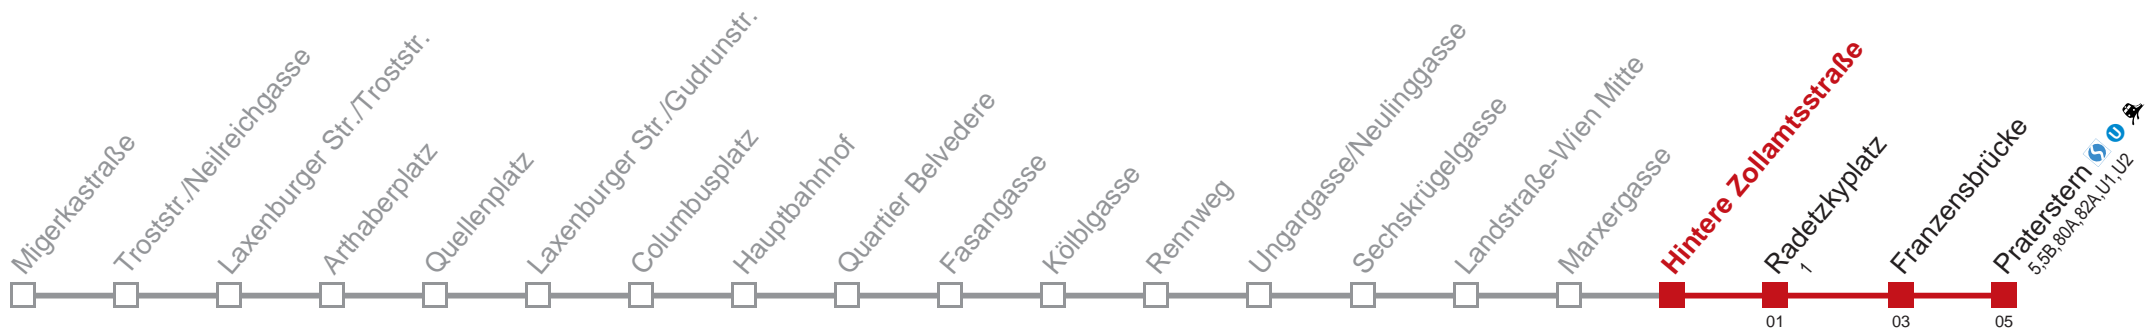 Migerkastraße
Troststr./Neilreichgasse
Laxenburger Str./Troststr.
Arthaberplatz
Quellenplatz
Laxenburger Str./Gudrunstr.
Columbusplatz
Hauptbahnhof
Quartier Belvedere
Fasangasse
Kölblgasse
Rennweg
Ungargasse/Neulinggasse
Sechskrügelgasse
Landstraße-Wien Mitte
Marxergasse
Hintere Zollamtsstraße
Radetzkyplatz
1
Franzensbrücke
Praterstern S U
5,5B,80A,82A,U1,U2
01
03
05